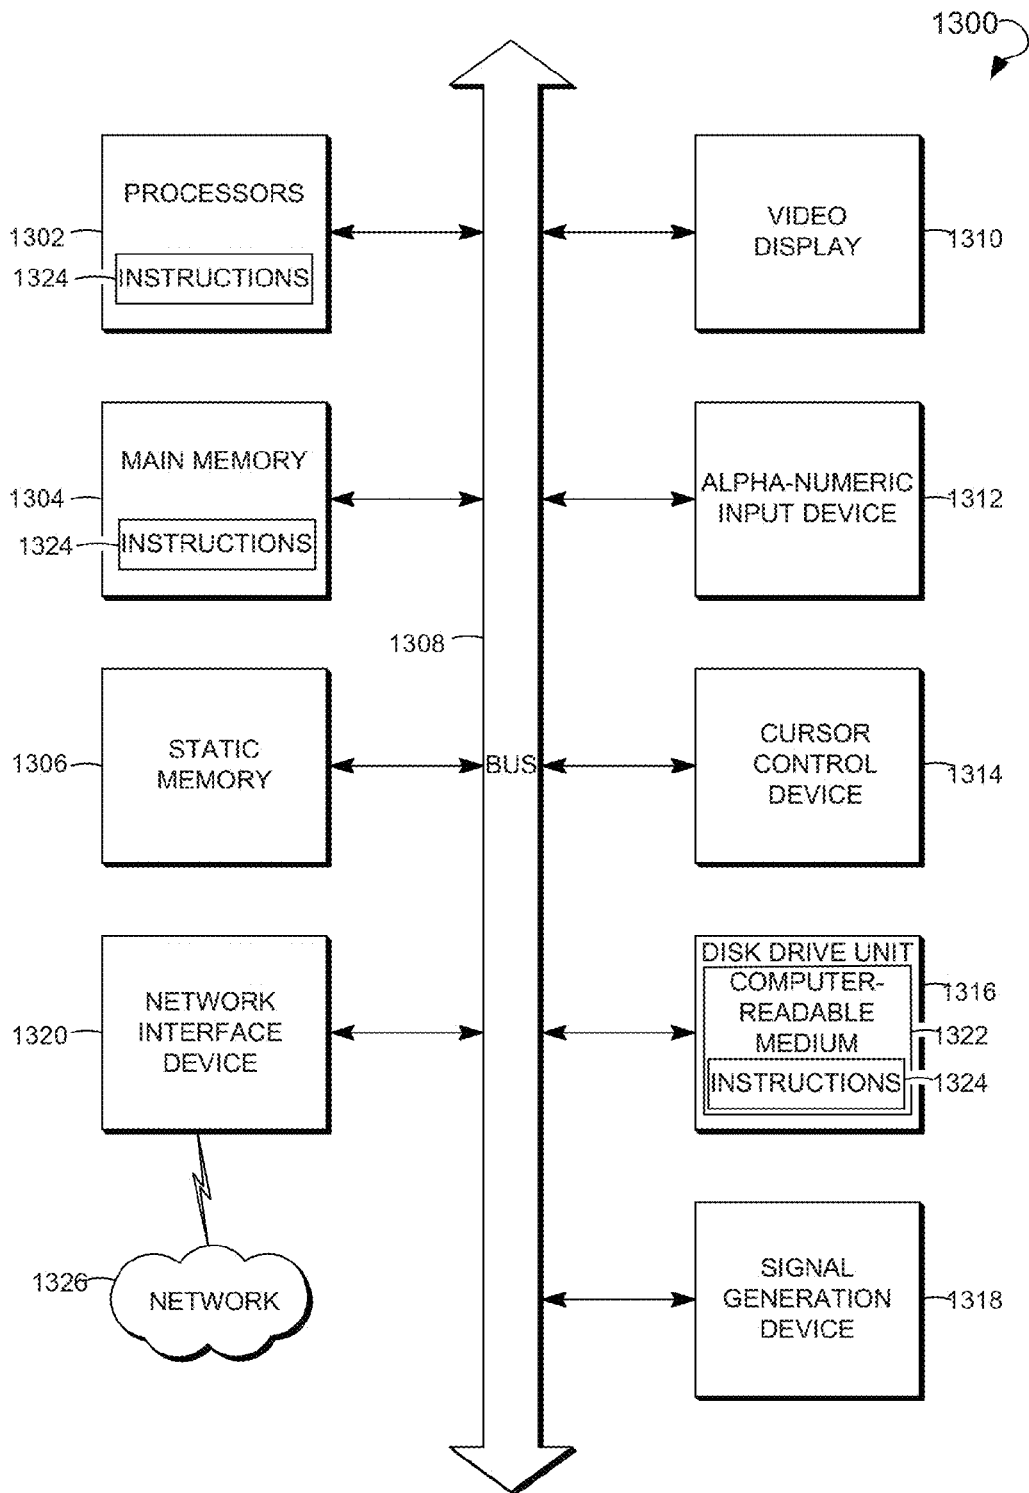 1300
PROCESSORS
1302
1324
INSTRUCTIONS
VIDEO
DISPLAY
1310
MAIN MEMORY
1304
1324
INSTRUCTIONS
ALPHA-NUMERIC
INPUT DEVICE
1312
1308
STATIC
MEMORY
1306
BUS
CURSOR
CONTROL
DEVICE
1314
NETWORK
INTERFACE
DEVICE
1320
DISK DRIVE UNIT
COMPUTER-
READABLE
MEDIUM
INSTRUCTIONS
1316
1322
1324
1326
NETWORK
SIGNAL
GENERATION
DEVICE
1318